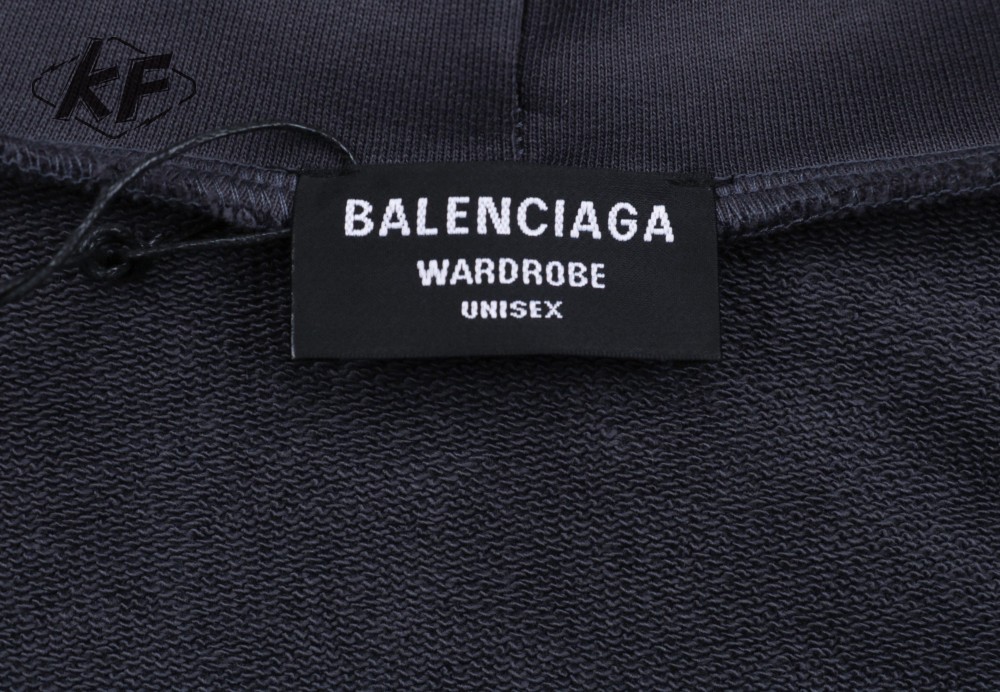 KF
BALENCIAGA
WARDROBE
UNISEX